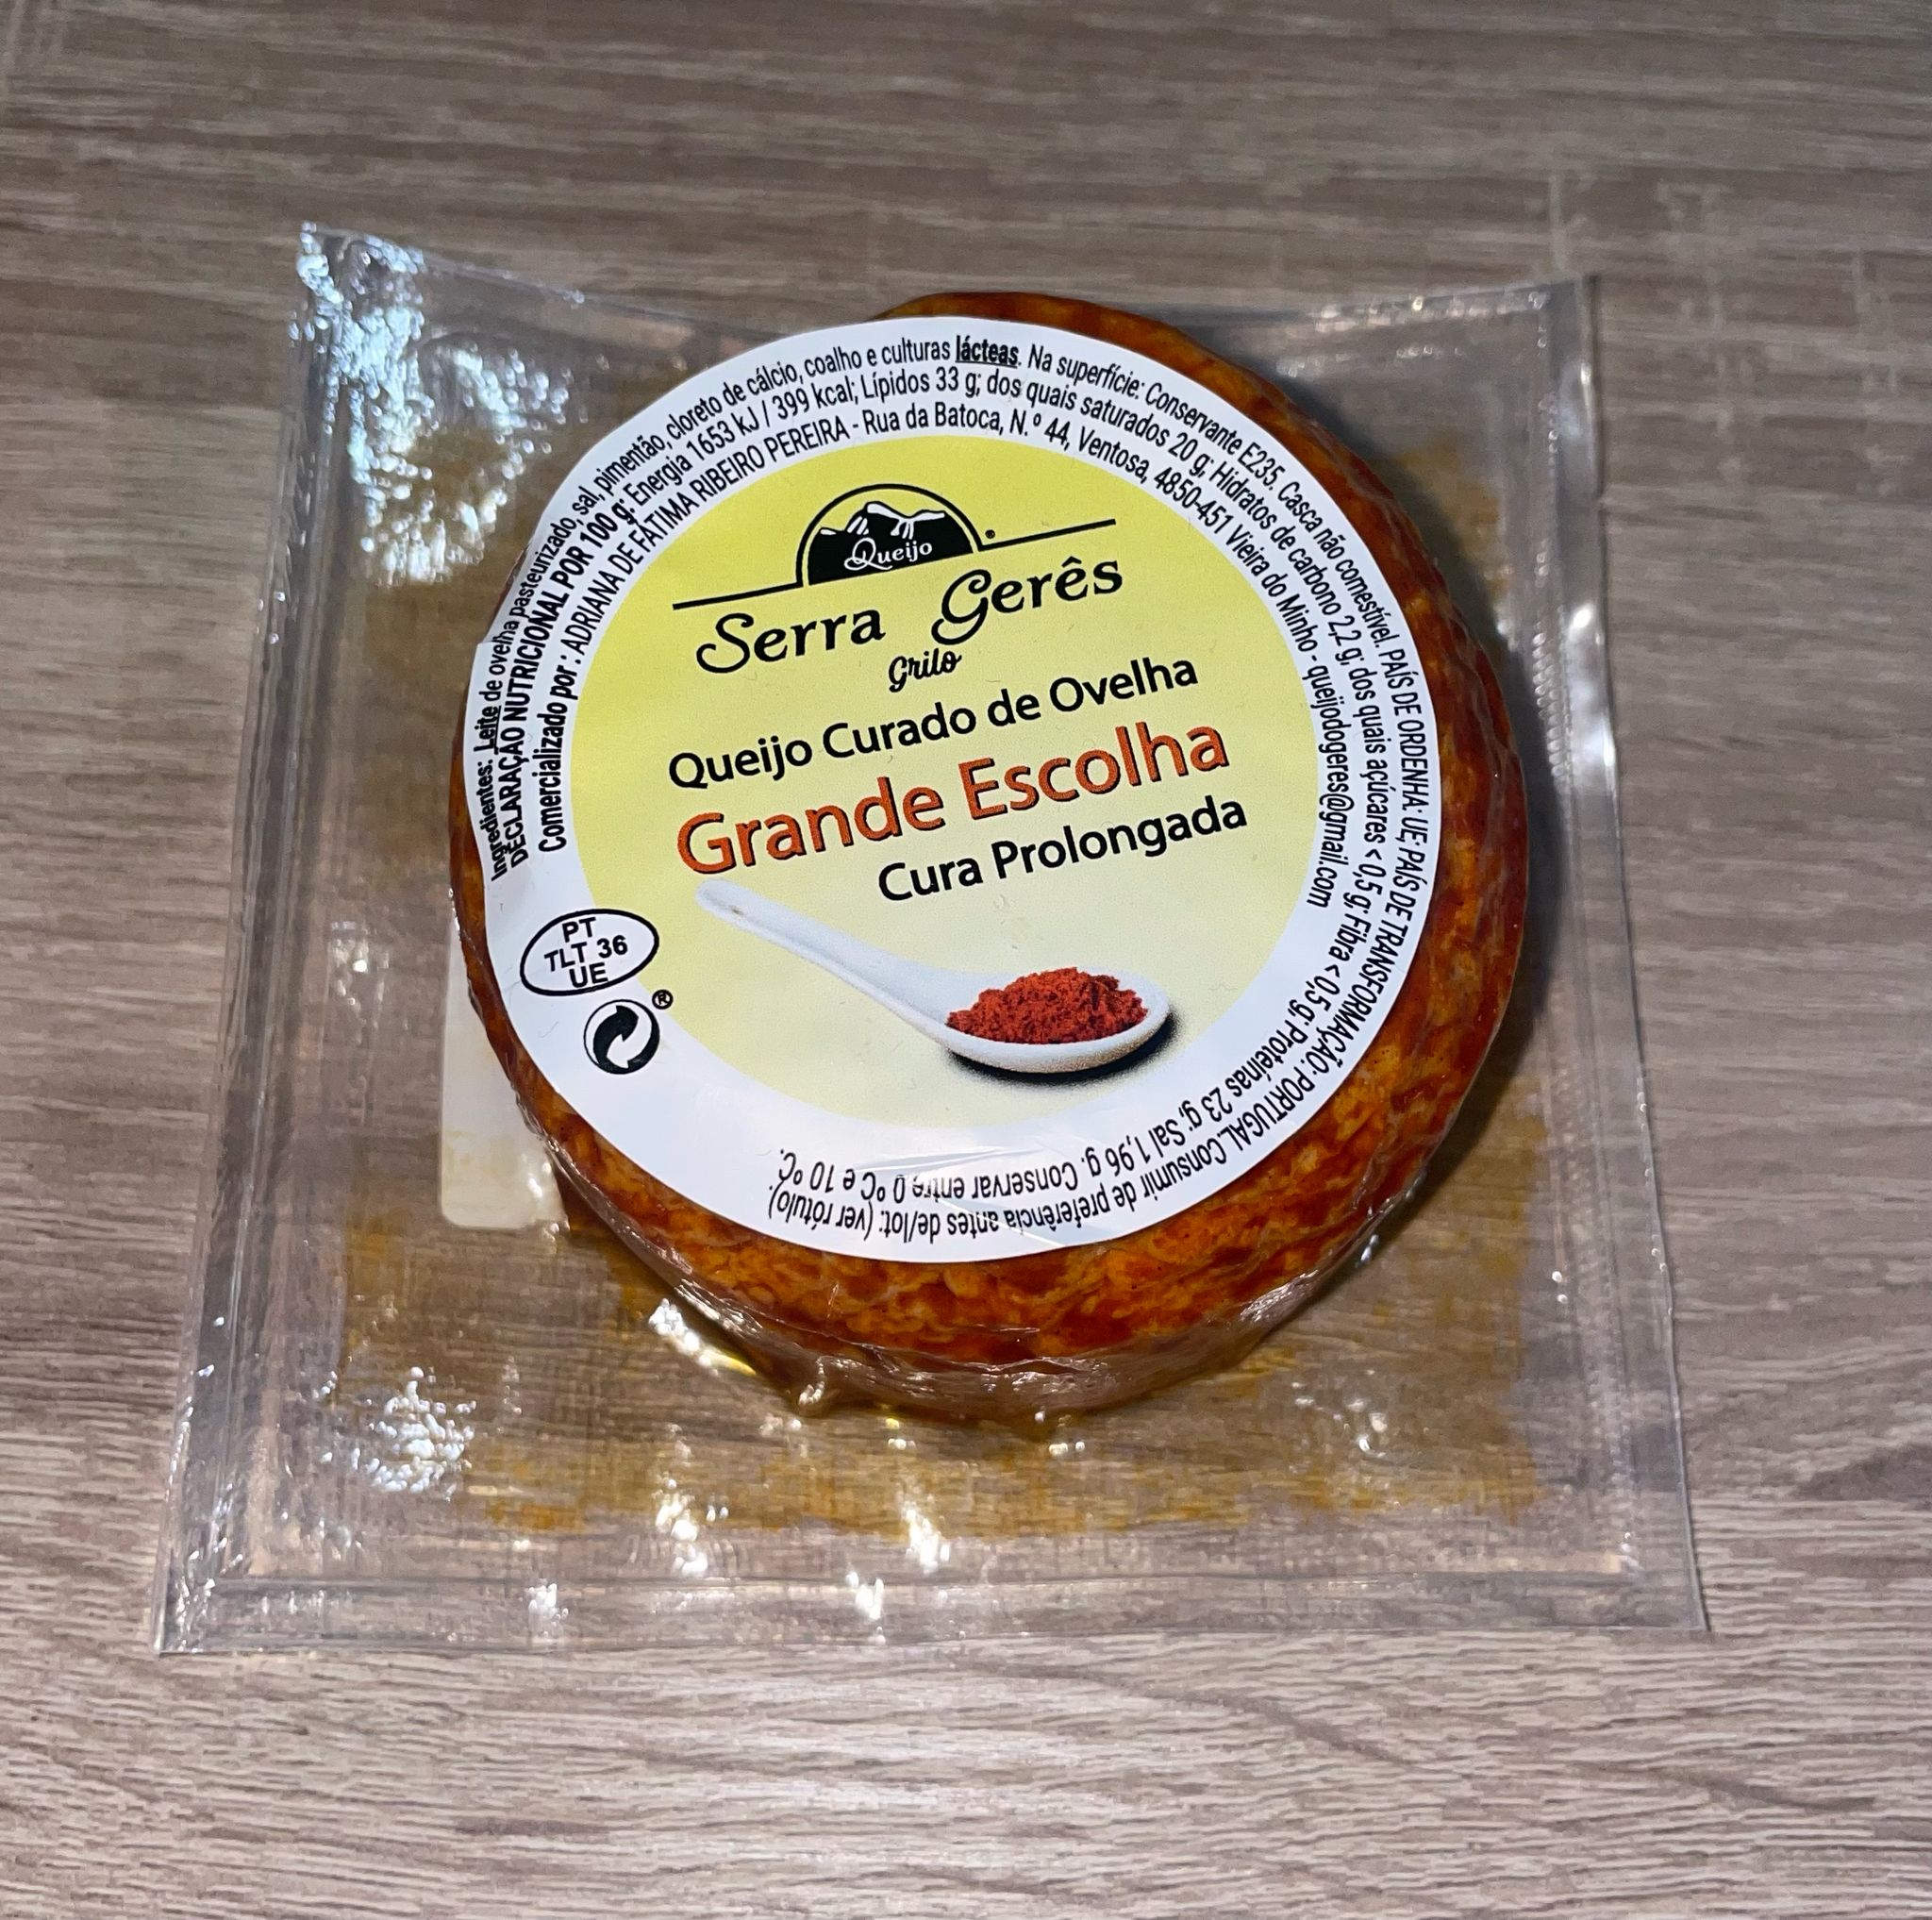 Ingredientes: Leite de ovelha pasteurizado, sal, pimentão, cloreto de cálcio, coalho e culturas lácteas. Na superfície: Conservante E235. Casca não comestível. PAÍS DE ORDENHA: UE; PAÍS DE TRANSFORMAÇÃO: PORTUGAL.Consumir de preferência antes de/lot: (ver rótulo).
DECLARAÇÃO NUTRICIONAL POR 100 g: Energia 1653 kJ / 399 kcal; Lípidos 33 g; dos quais saturados 20 g; Hidratos de carbono 2,2 g; dos quais açúcares < 0,5 g; Fibra < 0,5 g; Proteínas 23 g; Sal 1,96 g. Conservar entre 0 ºC e 10 ºC.
Comercializado por: ADRIANA DE FÁTIMA RIBEIRO PEREIRA - Rua da Batoca, N.º 44, Ventosa, 4850-451 Vieira do Minho - queijodogeres@gmail.com
Queijo
Serra Gerês
Grilo
Queijo Curado de Ovelha
Grande Escolha
Cura Prolongada
PT
TLT 36
UE
®